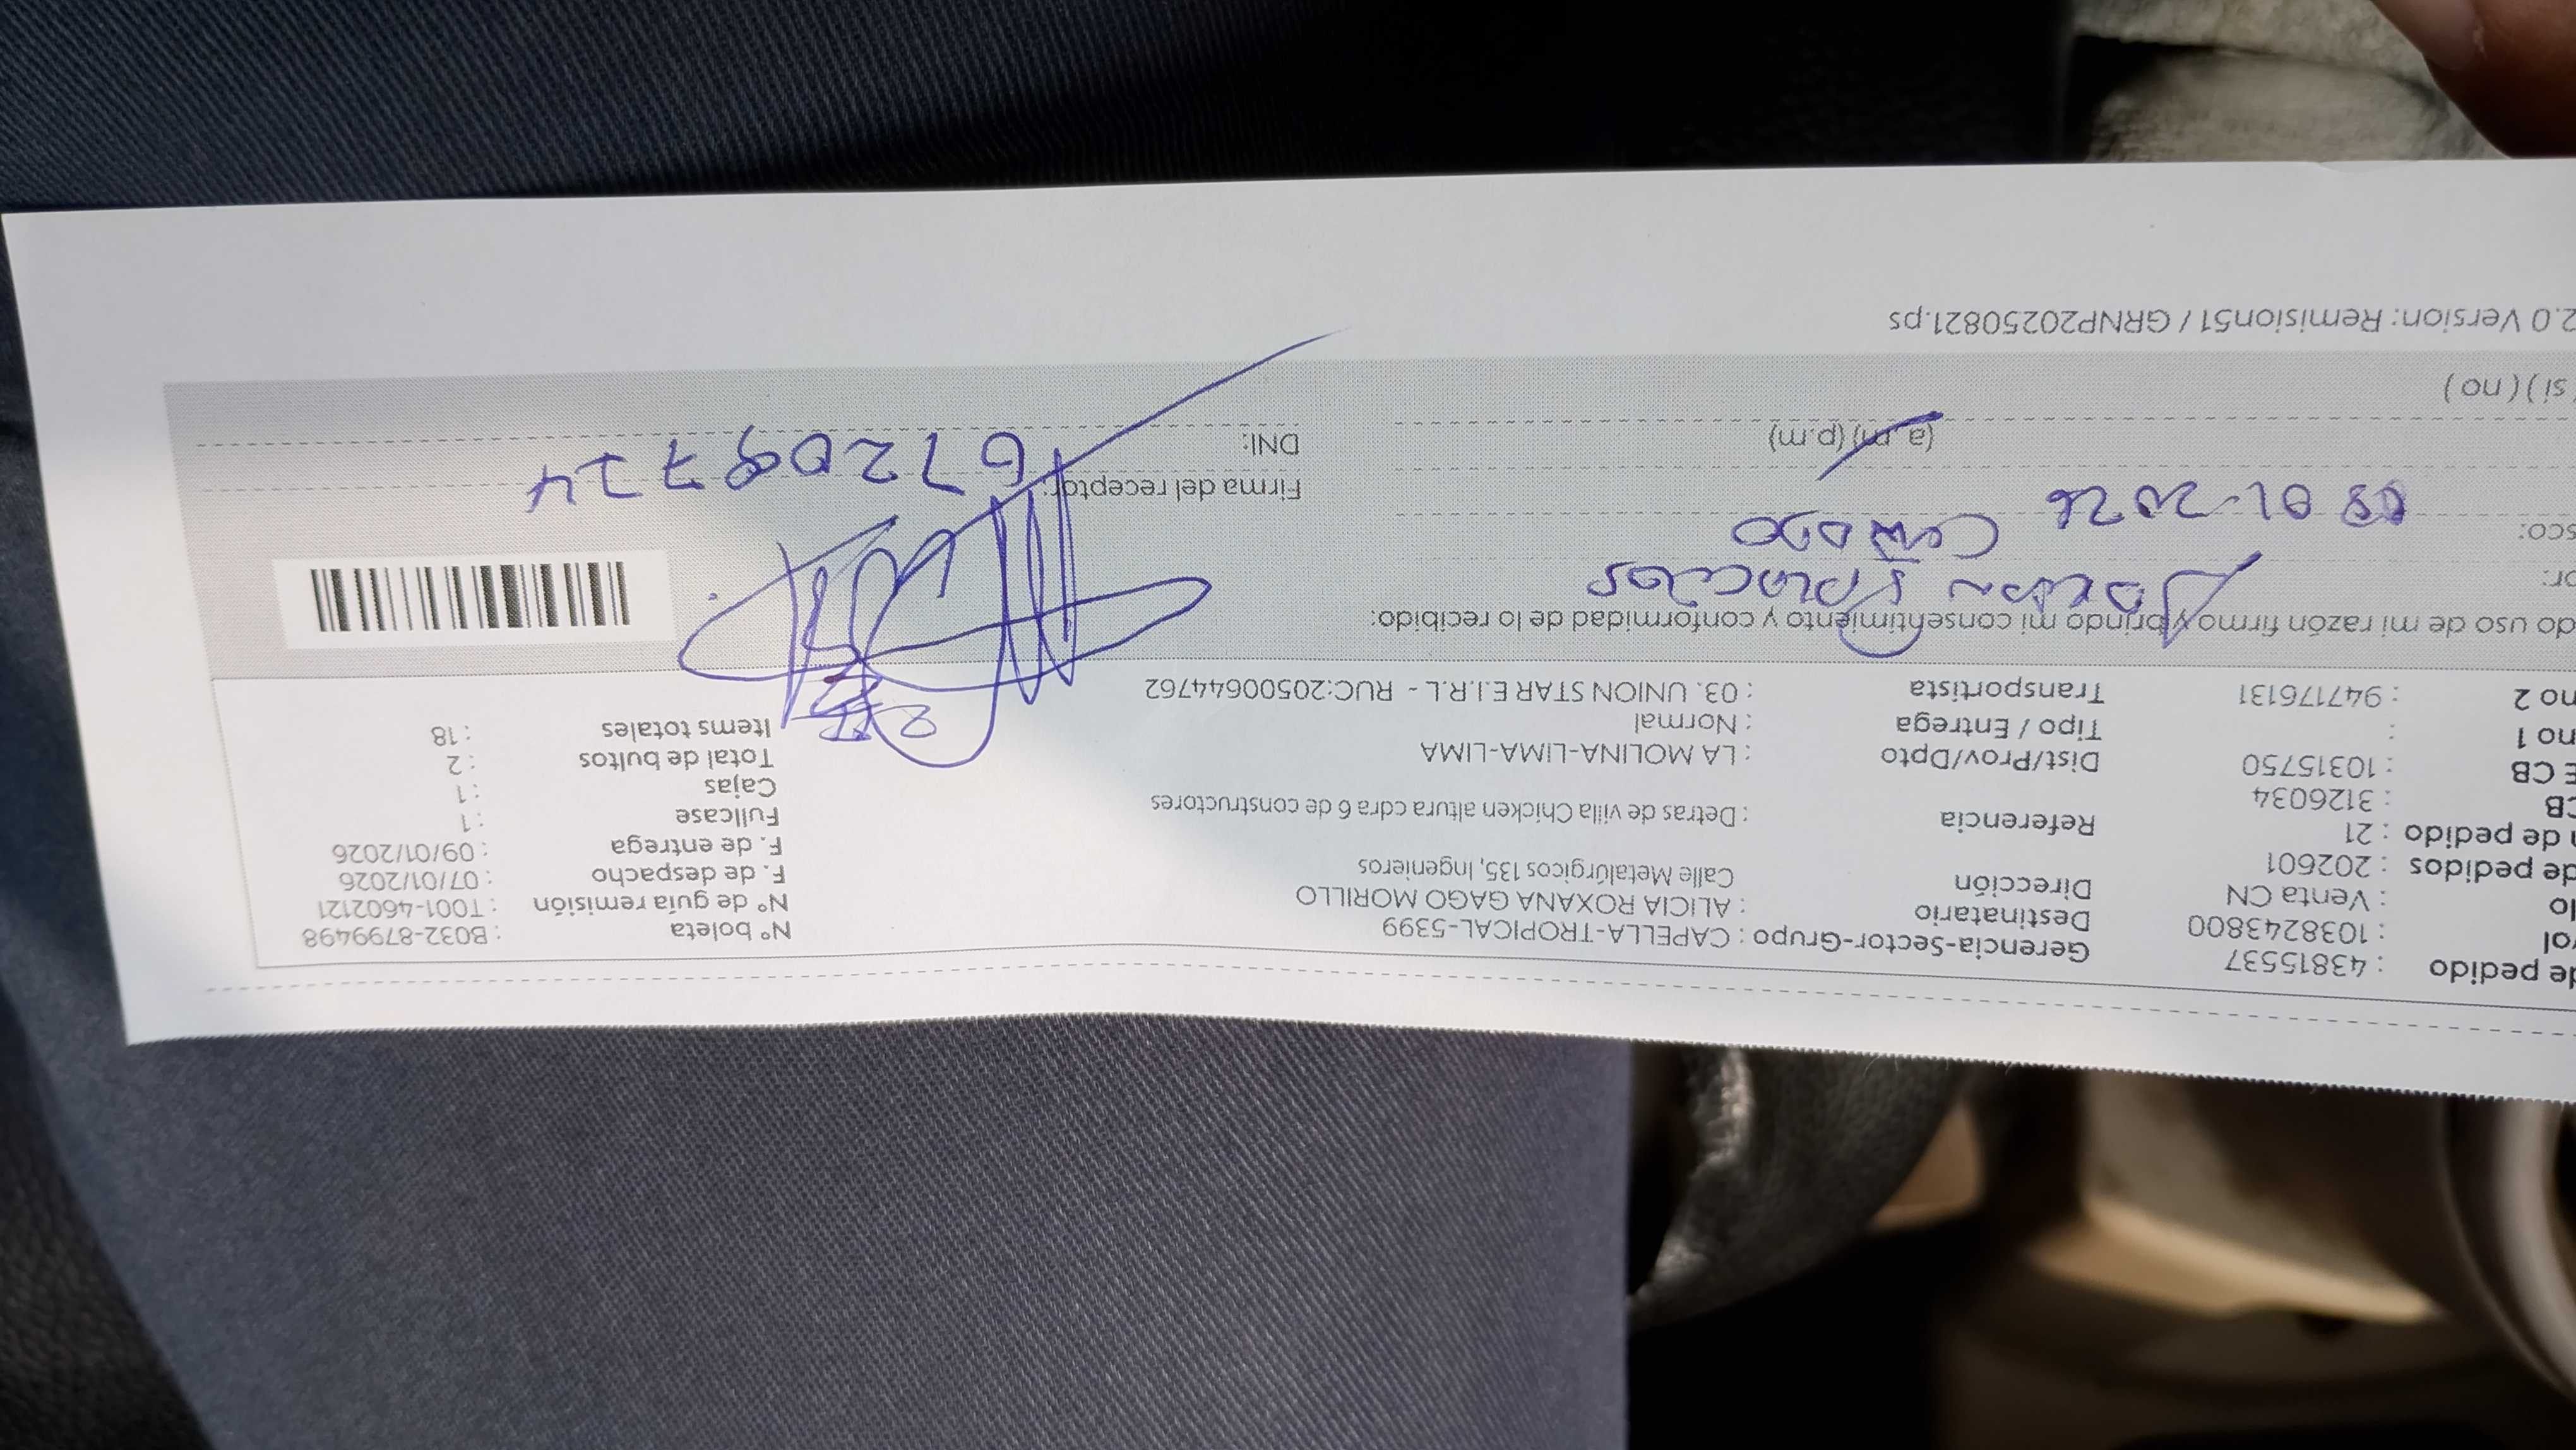 de pedido : 43815537
rol : 1038243800
lo : Venta CN
de pedidos : 202601
n de pedido : 21
CB : 3126034
E CB : 10315750
no 1 :
no 2 : 947176131
Gerencia-Sector-Grupo : CAPELLA-TROPICAL-5399
Destinatario : ALICIA ROXANA GAGO MORILLO
Dirección Calle Metalúrgicos 135, Ingenieros
Referencia : Detras de villa Chicken altura cdra 6 de constructores
Dist/Prov/Dpto : LA MOLINA-LIMA-LIMA
Tipo / Entrega : Normal
Transportista : 03. UNION STAR E.I.R.L - RUC:20500644762
N° boleta : B032-87994498
N° de guía remisión : T001-4602121
F. de despacho : 07/01/2026
F. de entrega : 09/01/2026
Fullcase : 1
Cajas : 1
Total de bultos : 2
Items totales : 18
do uso de mi razón firmo y brindo mi consentimiento y conformidad de lo recibido:
or:
sco: 08 01-2026
(a.m) (p.m)
si ) ( no )
Firma del receptor:
DNI:
2.0 Version: Remision51 / GRNP20250821.ps